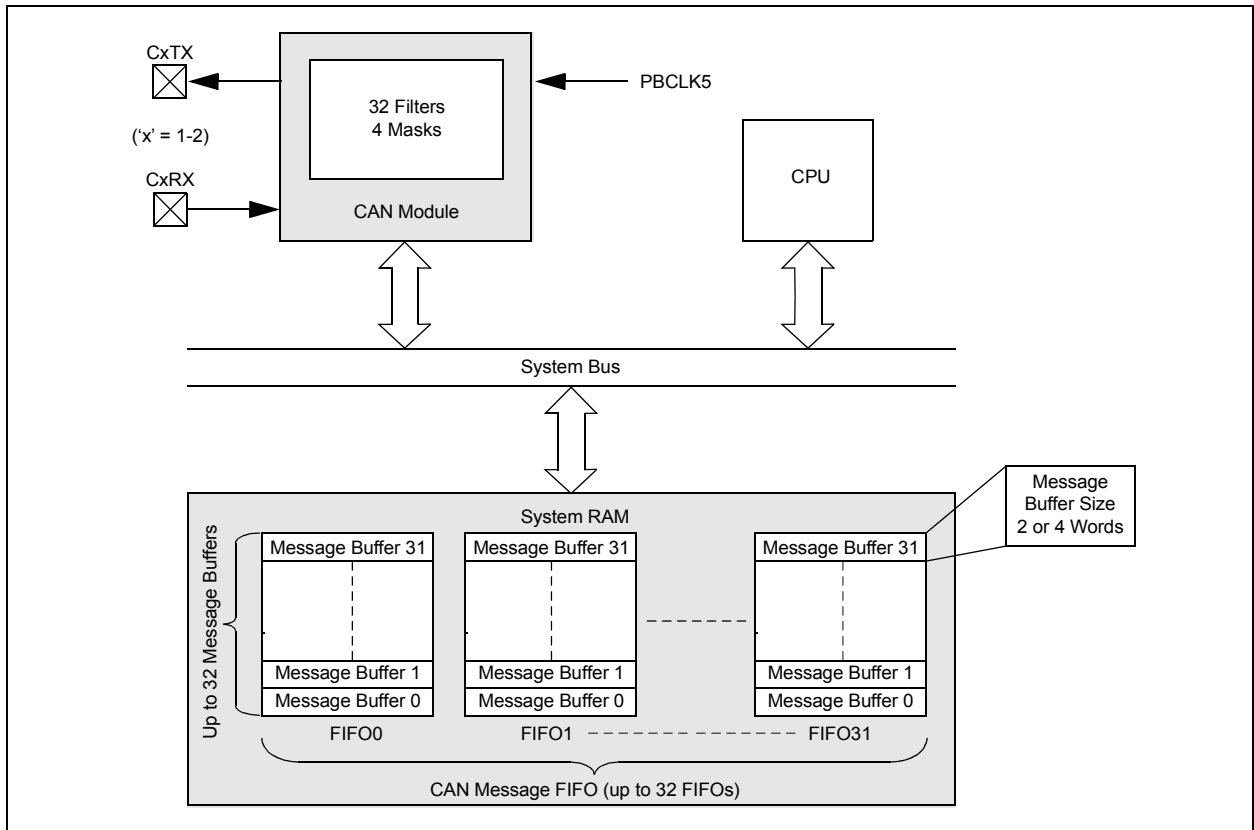 CxTX
('x' = 1-2)
CxRX
32 Filters
4 Masks
CAN Module
PBCLK5
CPU
System Bus
System RAM
Message
Buffer Size
2 or 4 Words
Up to 32 Message Buffers
Message Buffer 31
Message Buffer 1
Message Buffer 0
FIFO0
Message Buffer 31
Message Buffer 1
Message Buffer 0
FIFO1
Message Buffer 31
Message Buffer 1
Message Buffer 0
FIFO31
CAN Message FIFO (up to 32 FIFOs)